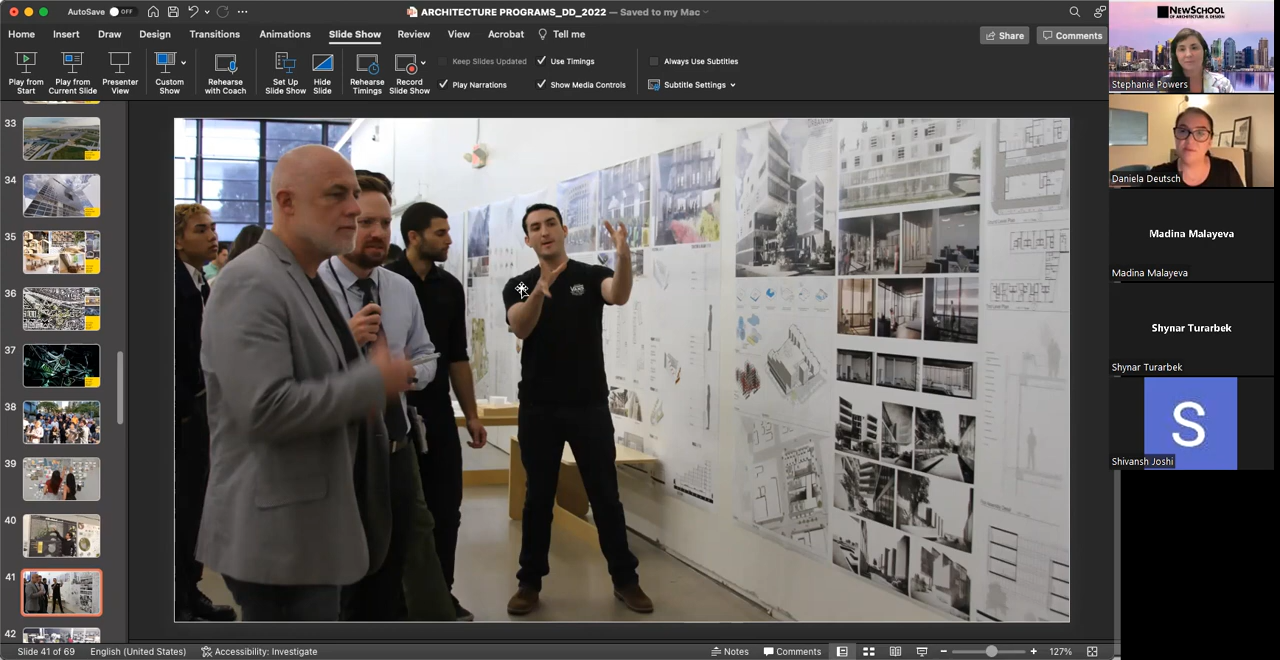 AutoSave OFF
ARCHITECTURE PROGRAMS_DD_2022 — Saved to my Mac
Home Insert Draw Design Transitions Animations Slide Show Review View Acrobat Tell me
Share Comments
Play from Start
Play from Current Slide
Presenter View
Custom Show
Rehearse with Coach
Set Up Slide Show
Hide Slide
Rehearse Timings
Record Slide Show
Keep Slides Updated
Play Narrations
Use Timings
Show Media Controls
Always Use Subtitles
Subtitle Settings
33
34
35
36
37
38
39
40
41
42
Slide 41 of 69 English (United States) Accessibility: Investigate
Notes Comments 127%
NEWSCHOOL
OF ARCHITECTURE & DESIGN
Stephanie Powers
Daniela Deutsch
Madina Malayeva
Madina Malayeva
Shynar Turarbek
Shynar Turarbek
S
Shivansh Joshi